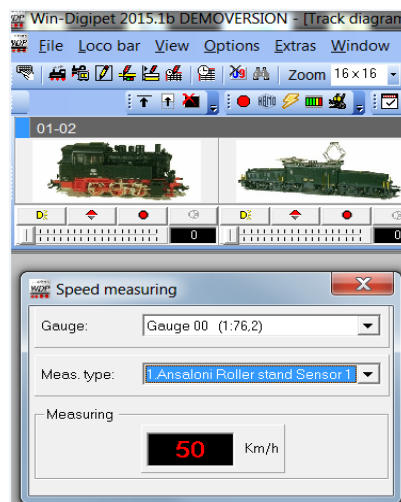 Win-Digipet 2015.1b DEMOVERSION - [Track diagram
File Loco bar View Options Extras Window
Zoom 16×16
01-02
0 0
Speed measuring
Gauge: Gauge 00 (1:76,2)
Meas. type: 1.Ansaloni Roller stand Sensor 1
Measuring
50 Km/h